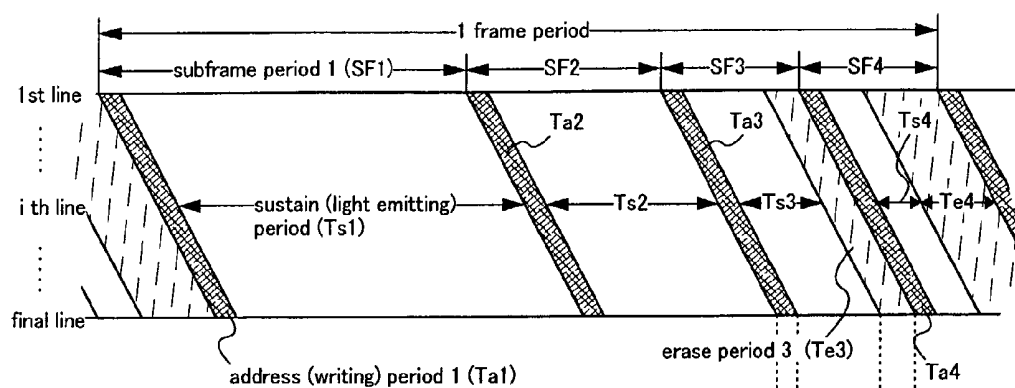 1 frame period
subframe period 1 (SF1)
SF2
SF3
SF4
1st line
Ta2
Ta3
Ts4
i th line
sustain (light emitting)
period (Ts1)
Ts2
Ts3
Te4
final line
address (writing) period 1 (Ta1)
erase period 3 (Te3)
Ta4